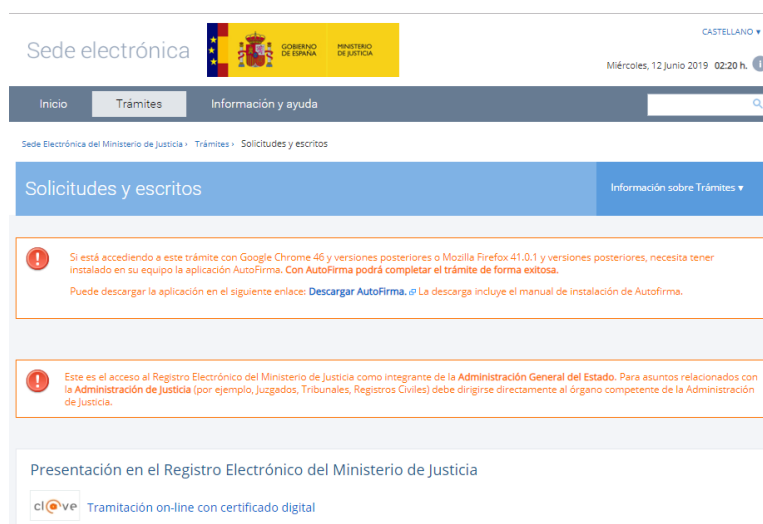 CASTELLANO
Sede electrónica
GOBIERNO
DE ESPAÑA
MINISTERIO
DE JUSTICIA
Miércoles, 12 Junio 2019 02:20 h.
Inicio Trámites Información y ayuda
Sede Electrónica del Ministerio de Justicia › Trámites › Solicitudes y escritos
Solicitudes y escritos
Información sobre Trámites
Si está accediendo a este trámite con Google Chrome 46 y versiones posteriores o Mozilla Firefox 41.0.1 y versiones posteriores, necesita tener
instalado en su equipo la aplicación AutoFirma. Con AutoFirma podrá completar el trámite de forma exitosa.
Puede descargar la aplicación en el siguiente enlace: Descargar AutoFirma. La descarga incluye el manual de instalación de Autofirma.
Este es el acceso al Registro Electrónico del Ministerio de Justicia como integrante de la Administración General del Estado. Para asuntos relacionados con
la Administración de Justicia (por ejemplo, Juzgados, Tribunales, Registros Civiles) debe dirigirse directamente al órgano competente de la Administración
de Justicia.
Presentación en el Registro Electrónico del Ministerio de Justicia
cl@ve Tramitación on-line con certificado digital